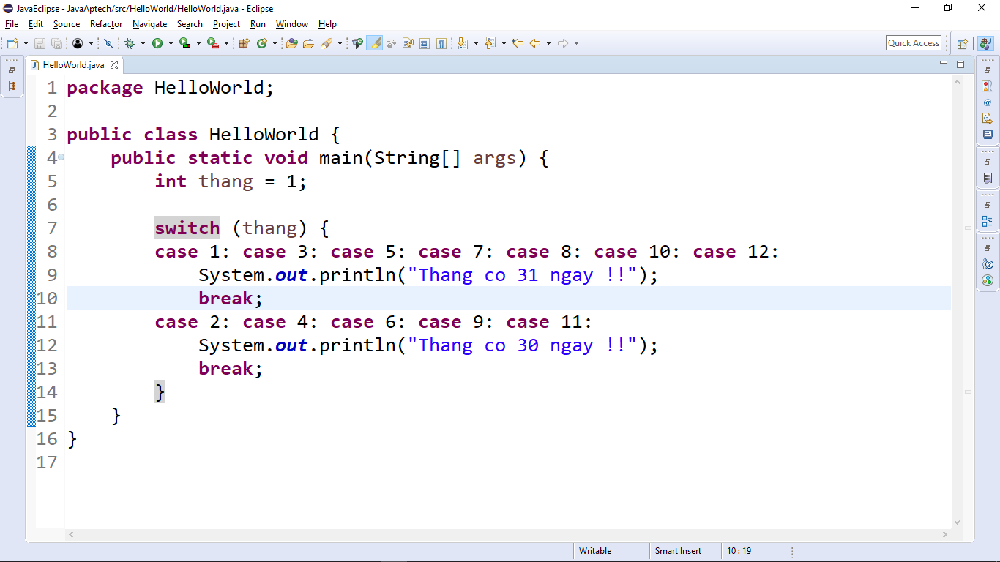 JavaEclipse - JavaAptech/src/HelloWorld/HelloWorld.java - Eclipse
File Edit Source Refactor Navigate Search Project Run Window Help
Quick Access
HelloWorld.java
1 package HelloWorld;
2
3 public class HelloWorld {
4 public static void main(String[] args) {
5 int thang = 1;
6
7 switch (thang) {
8 case 1: case 3: case 5: case 7: case 8: case 10: case 12:
9 System.out.println("Thang co 31 ngay !!");
10 break;
11 case 2: case 4: case 6: case 9: case 11:
12 System.out.println("Thang co 30 ngay !!");
13 break;
14 }
15 }
16 }
17
Writable Smart Insert 10 : 19